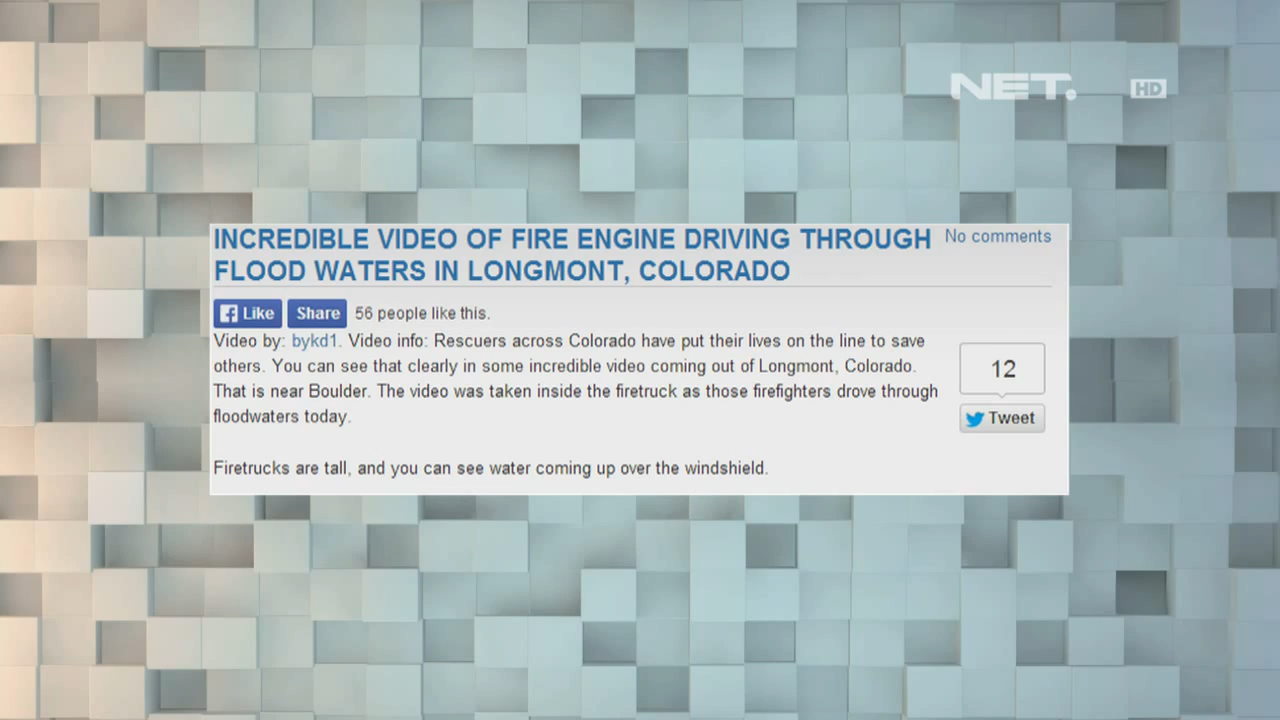 NET. HD
INCREDIBLE VIDEO OF FIRE ENGINE DRIVING THROUGH No comments
FLOOD WATERS IN LONGMONT, COLORADO
Like Share 56 people like this.
Video by: bykd1. Video info: Rescuers across Colorado have put their lives on the line to save
others. You can see that clearly in some incredible video coming out of Longmont, Colorado.
12
That is near Boulder. The video was taken inside the firetruck as those firefighters drove through
floodwaters today.
Tweet
Firetrucks are tall, and you can see water coming up over the windshield.